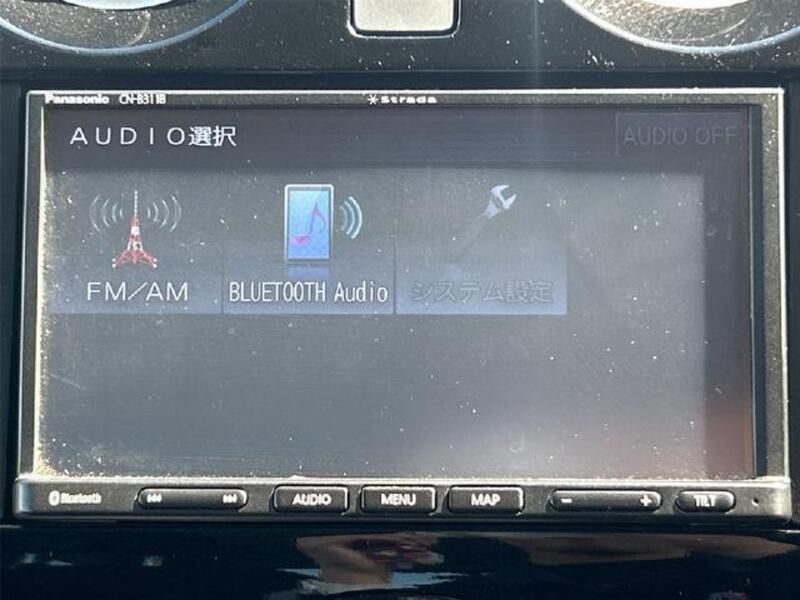 Panasonic CN-B311B
Strada
AUDIO選択
AUDIO OFF
FM/AM
BLUETOOTH Audio
システム設定
Bluetooth
AUDIO
MENU
MAP
- +
TILT